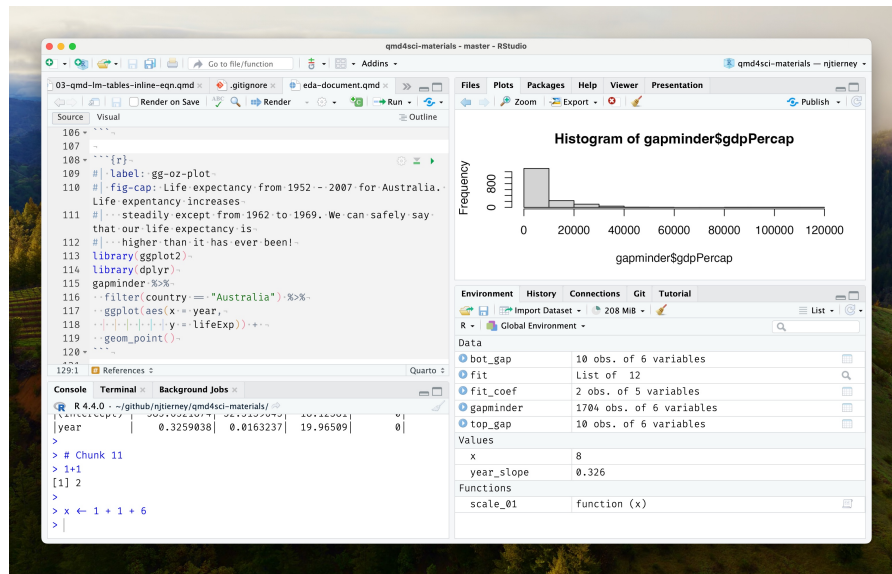 qmd4sci-materials - master - RStudio
Go to file/function
Addins
qmd4sci-materials — njtierney
03-qmd-lm-tables-inline-eqn.qmd
.gitignore
eda-document.qmd
Render on Save
ABC
Render
Run
Source
Visual
Outline
106 ```
107
108 ```{r}
109 #| label: gg-oz-plot
110 #| fig-cap: Life expectancy from 1952 - 2007 for Australia.
Life expentancy increases
111 #|   steadily except from 1962 to 1969. We can safely say
that our life expectancy is
112 #|   higher than it has ever been!
113 library(ggplot2)
114 library(dplyr)
115 gapminder %>%
116   filter(country == "Australia") %>%
117   ggplot(aes(x = year,
118              y = lifeExp)) +
119   geom_point()
120 ```
129:1
References
Quarto
Console
Terminal
Background Jobs
R 4.4.0 · ~/github/njtierney/qmd4sci-materials/
|year | 0.3259038| 0.0163237| 19.96509| 0|
>
> # Chunk 11
> 1+1
[1] 2
>
> x ← 1 + 1 + 6
>
Files
Plots
Packages
Help
Viewer
Presentation
Zoom
Export
Publish
Histogram of gapminder$gdpPercap
Frequency
0 800
0 20000 40000 60000 80000 100000 120000
gapminder$gdpPercap
Environment
History
Connections
Git
Tutorial
Import Dataset
208 MiB
List
R
Global Environment
Data
bot_gap 10 obs. of 6 variables
fit List of 12
fit_coef 2 obs. of 5 variables
gapminder 1704 obs. of 6 variables
top_gap 10 obs. of 6 variables
Values
x 8
year_slope 0.326
Functions
scale_01 function (x)